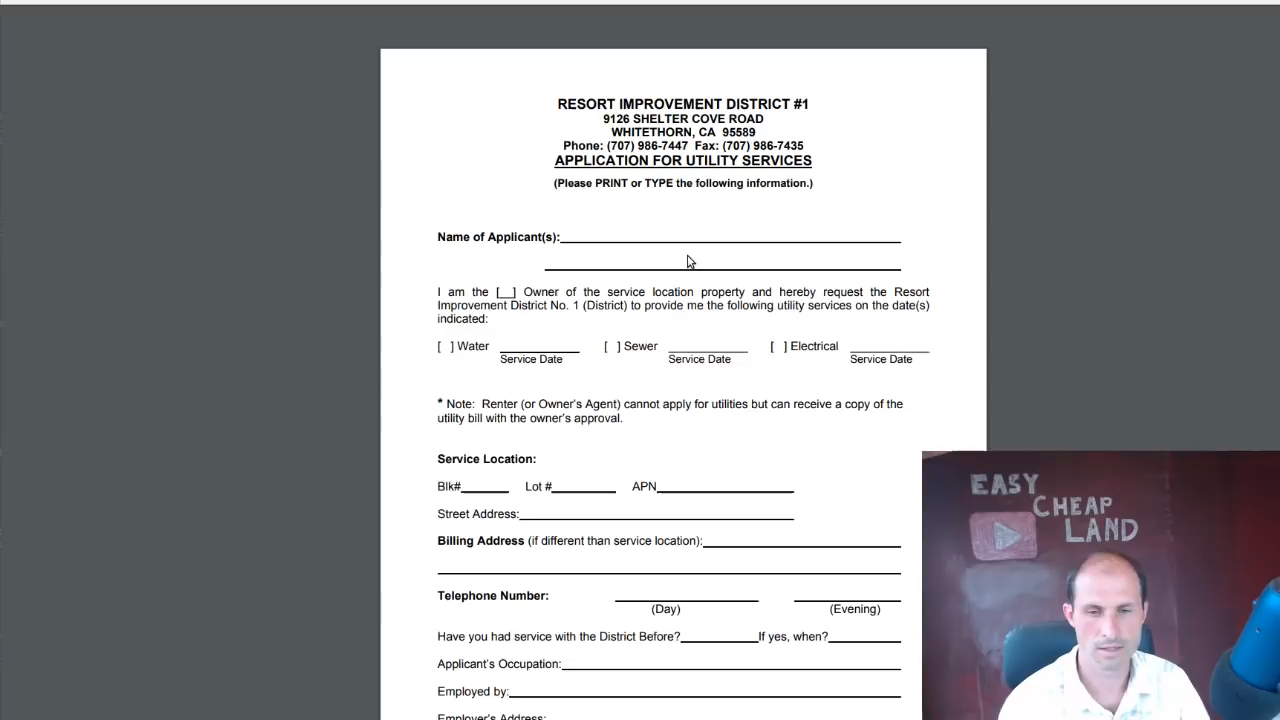 RESORT IMPROVEMENT DISTRICT #1
9126 SHELTER COVE ROAD
WHITETHORN, CA 95589
Phone: (707) 986-7447 Fax: (707) 986-7435
APPLICATION FOR UTILITY SERVICES
(Please PRINT or TYPE the following information.)
Name of Applicant(s):
I am the [__] Owner of the service location property and hereby request the Resort
Improvement District No. 1 (District) to provide me the following utility services on the date(s)
indicated:
[ ] Water [ ] Sewer [ ] Electrical
Service Date Service Date Service Date
* Note: Renter (or Owner's Agent) cannot apply for utilities but can receive a copy of the
utility bill with the owner's approval.
Service Location:
Blk# Lot # APN
Street Address:
Billing Address (if different than service location):
Telephone Number:
(Day) (Evening)
Have you had service with the District Before? If yes, when?
Applicant's Occupation:
Employed by:
Employer's Address:
EASY
CHEAP
LAND